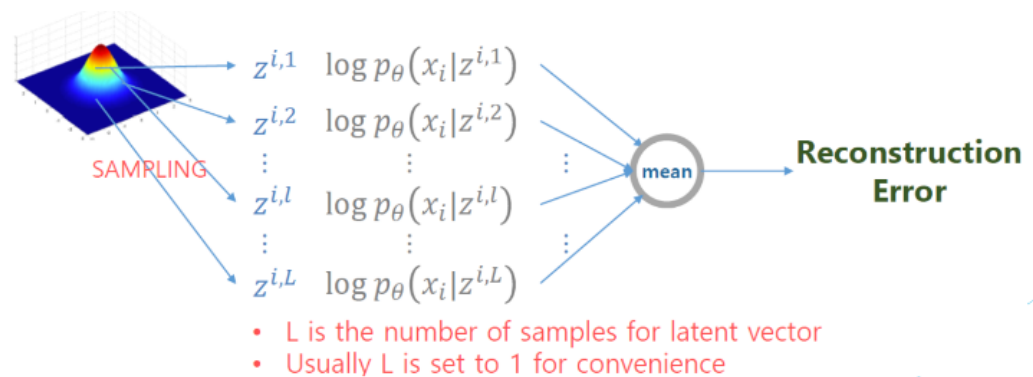 z^{i,1} log p_θ(x_i|z^{i,1})
z^{i,2} log p_θ(x_i|z^{i,2})
⋮ ⋮ ⋮
SAMPLING
z^{i,l} log p_θ(x_i|z^{i,l})
⋮ ⋮ ⋮
z^{i,L} log p_θ(x_i|z^{i,L})
mean
Reconstruction
Error
• L is the number of samples for latent vector
• Usually L is set to 1 for convenience